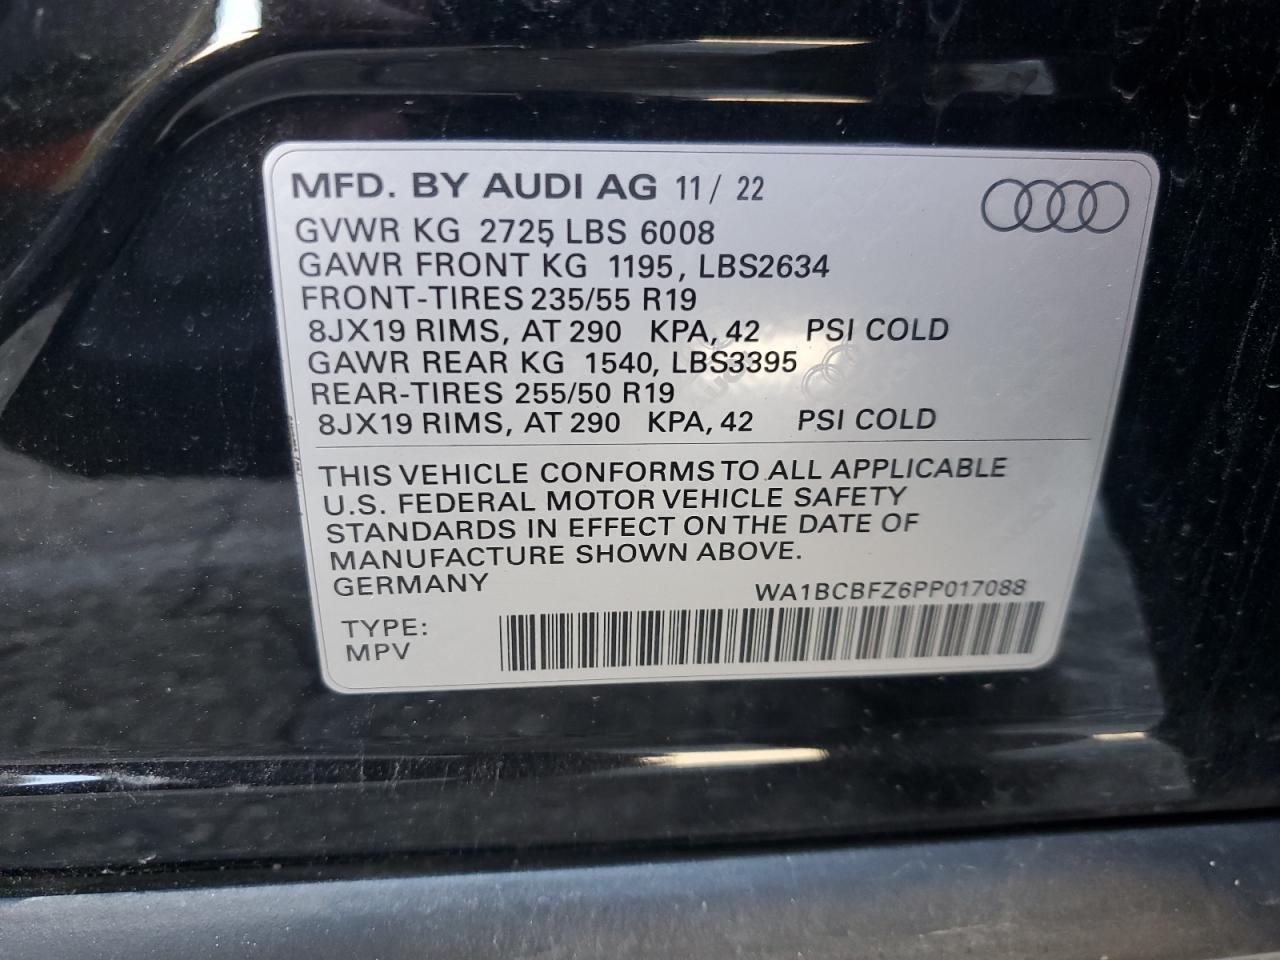 MFD. BY AUDI AG 11/ 22
GVWR KG 2725 LBS 6008
GAWR FRONT KG 1195, LBS2634
FRONT-TIRES 235/55 R19
8JX19 RIMS, AT 290 KPA, 42 PSI COLD
GAWR REAR KG 1540, LBS3395
REAR-TIRES 255/50 R19
8JX19 RIMS, AT 290 KPA, 42 PSI COLD
THIS VEHICLE CONFORMS TO ALL APPLICABLE
U.S. FEDERAL MOTOR VEHICLE SAFETY
STANDARDS IN EFFECT ON THE DATE OF
MANUFACTURE SHOWN ABOVE.
GERMANY
WA1BCBFZ6PP017088
TYPE:
MPV